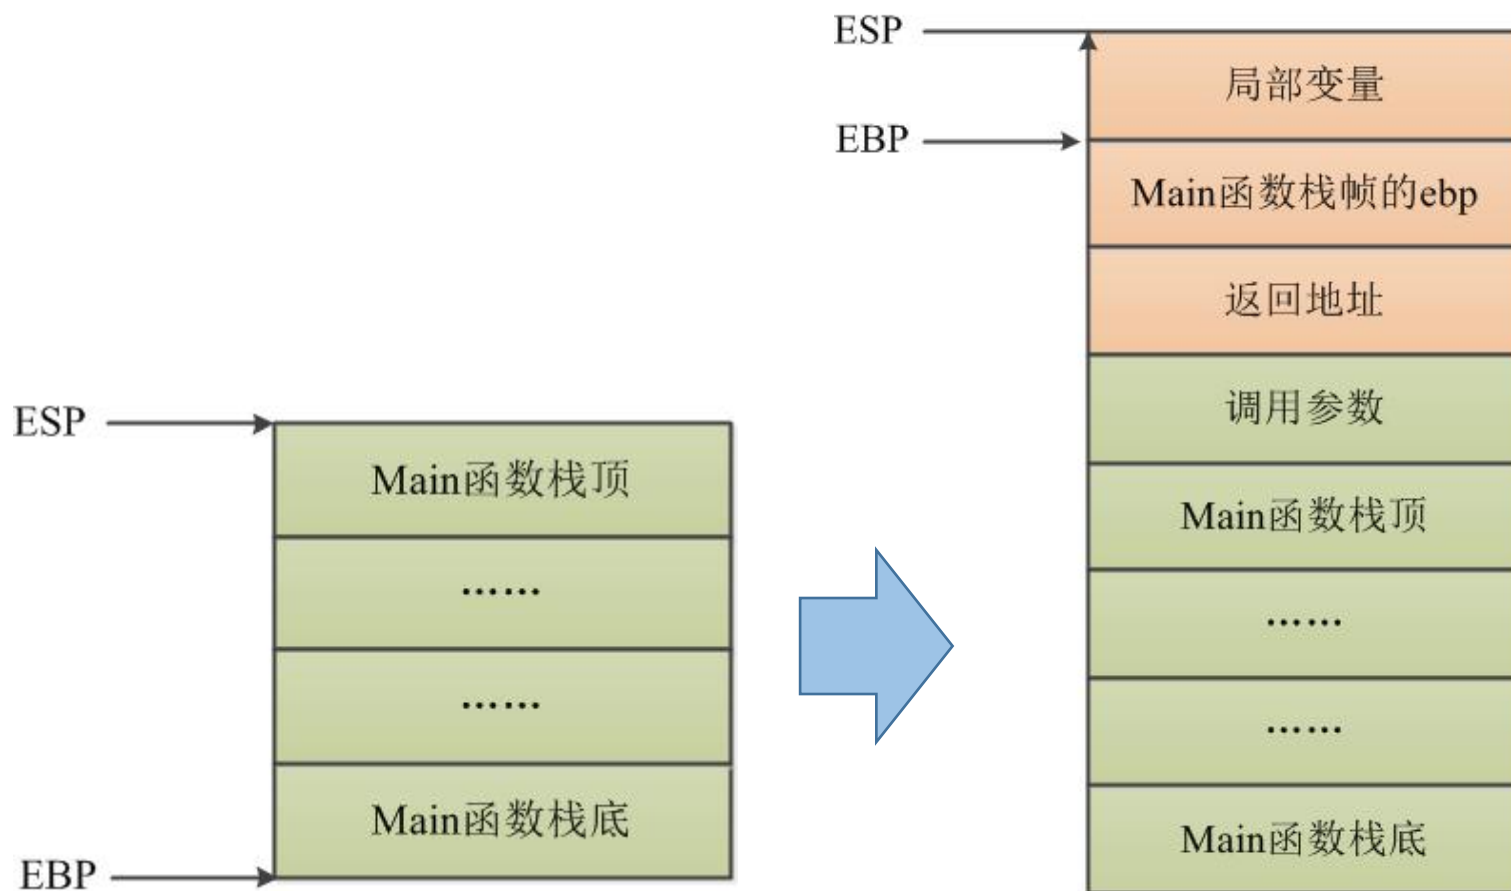 ESP
Main函数栈顶
……
……
Main函数栈底
EBP
ESP
局部变量
EBP
Main函数栈帧的ebp
返回地址
调用参数
Main函数栈顶
……
……
Main函数栈底